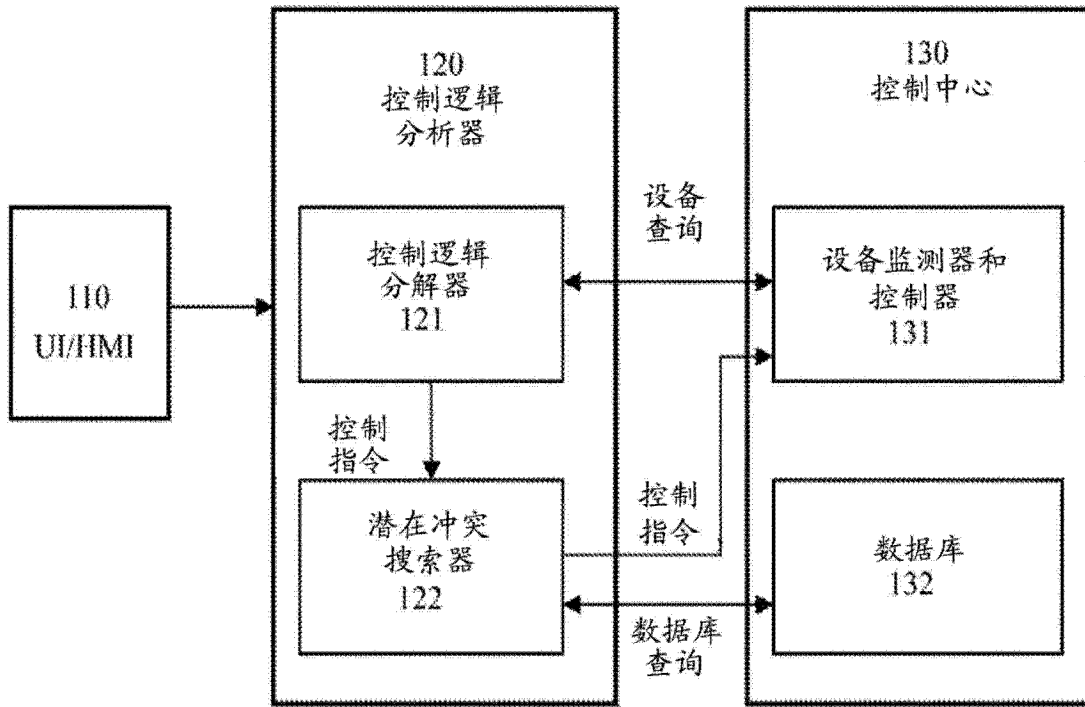 110
UI/HMI
120
控制逻辑
分析器
控制逻辑
分解器
121
控制
指令
潜在冲突
搜索器
122
设备
查询
控制
指令
数据库
查询
130
控制中心
设备监测器和
控制器
131
数据库
132